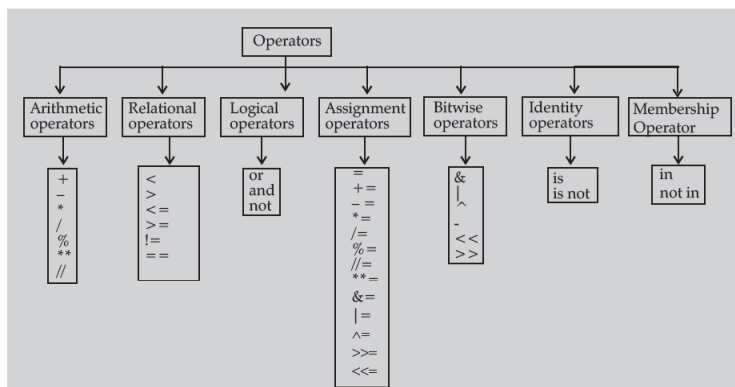 Operators
Arithmetic
operators
Relational
operators
Logical
operators
Assignment
operators
Bitwise
operators
Identity
operators
Membership
Operator
+
–
*
/
%
**
//
<
>
<=
>=
!=
==
or
and
not
=
+=
–=
*=
/=
%=
//=
**=
&=
|=
^=
>>=
<<=
&
|
^
-
<<
>>
is
is not
in
not in